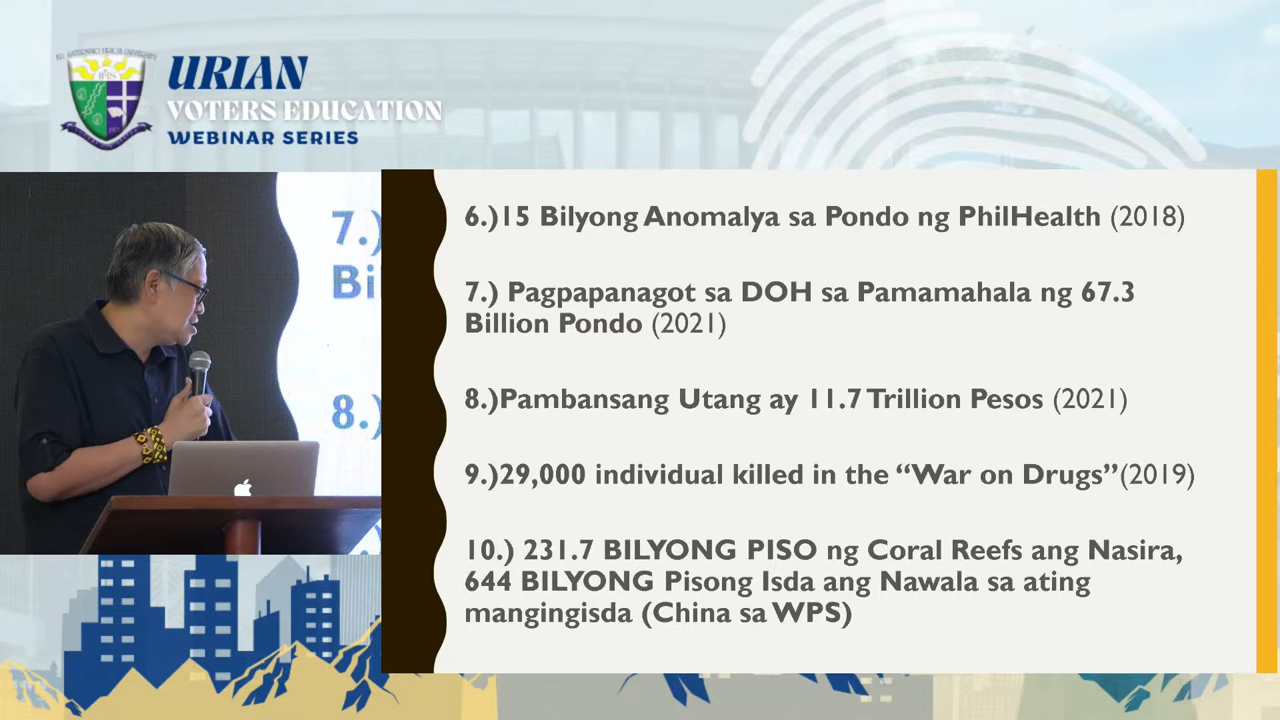 URIAN
VOTERS EDUCATION
WEBINAR SERIES
7.)
Bi
8.)
6.)15 Bilyong Anomalya sa Pondo ng PhilHealth (2018)
7.) Pagpapanagot sa DOH sa Pamamahala ng 67.3
Billion Pondo (2021)
8.)Pambansang Utang ay 11.7 Trillion Pesos (2021)
9.)29,000 individual killed in the “War on Drugs”(2019)
10.) 231.7 BILYONG PISO ng Coral Reefs ang Nasira,
644 BILYONG Pisong Isda ang Nawala sa ating
mangingisda (China sa WPS)